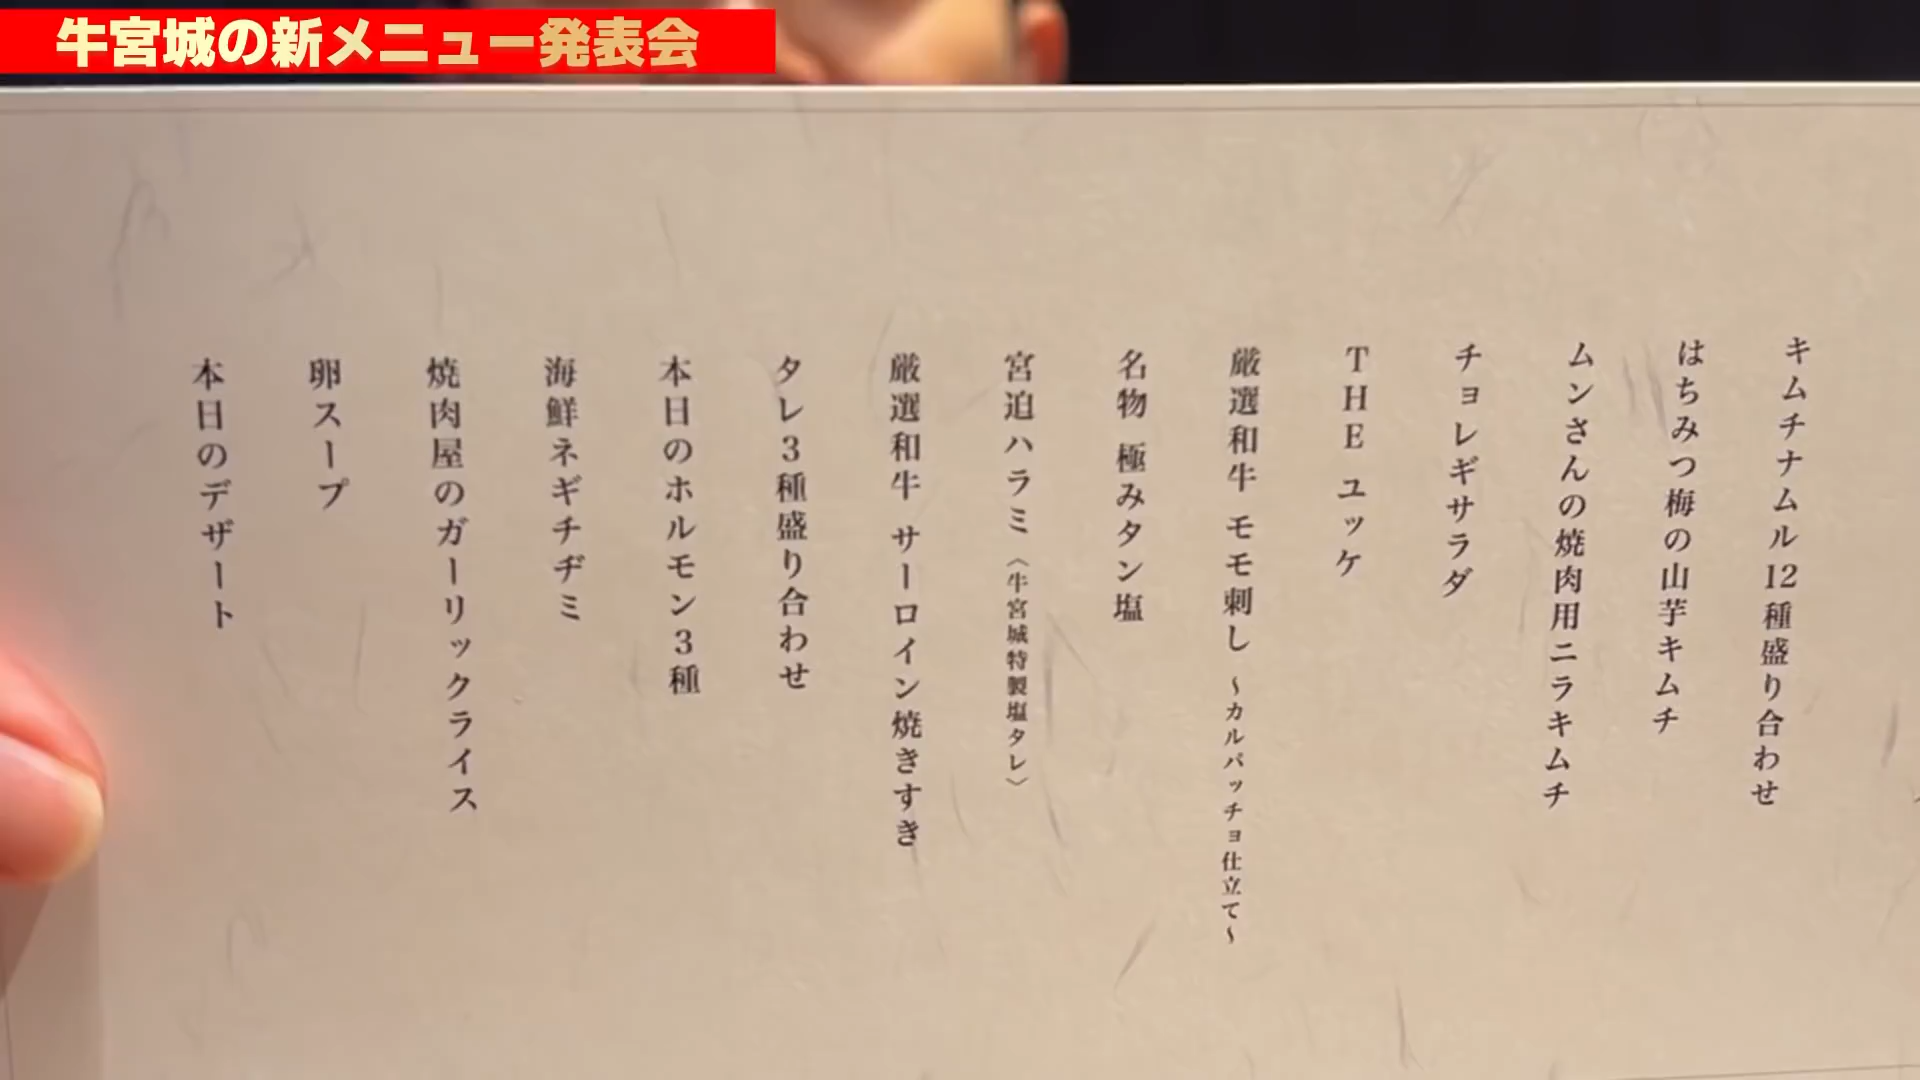 牛宮城の新メニュー発表会
キムチナムル12種盛り合わせ
はちみつ梅の山芋キムチ
ムンさんの焼肉用ニラキムチ
チョレギサラダ
THE ユッケ
厳選和牛 モモ刺し ~カルパッチョ仕立て~
名物 極みタン塩
宮迫ハラミ〈牛宮城特製塩タレ〉
厳選和牛 サーロイン焼きすき
タレ3種盛り合わせ
本日のホルモン3種
海鮮ネギチヂミ
焼肉屋のガーリックライス
卵スープ
本日のデザート